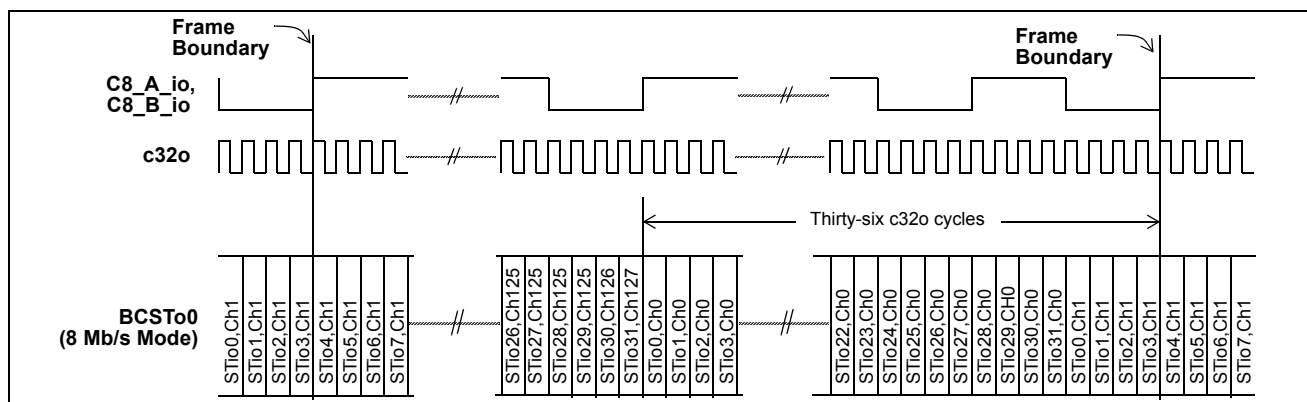 Frame
Boundary
Frame
Boundary
C8_A_io,
C8_B_io
c32o
Thirty-six c32o cycles
BCSTo0
(8 Mb/s Mode)
STio0,Ch1
STio1,Ch1
STio2,Ch1
STio3,Ch1
STio4,Ch1
STio5,Ch1
STio6,Ch1
STio7,Ch1
STio26,Ch125
STio27,Ch125
STio28,Ch125
STio29,Ch125
STio30,Ch126
STio31,Ch127
STio0,Ch0
STio1,Ch0
STio2,Ch0
STio3,Ch0
STio22,Ch0
STio23,Ch0
STio24,Ch0
STio25,Ch0
STio26,Ch0
STio27,Ch0
STio28,Ch0
STio29,CH0
STio30,Ch0
STio31,Ch0
STio0,Ch1
STio1,Ch1
STio2,Ch1
STio3,Ch1
STio4,Ch1
STio5,Ch1
STio6,Ch1
STio7,Ch1